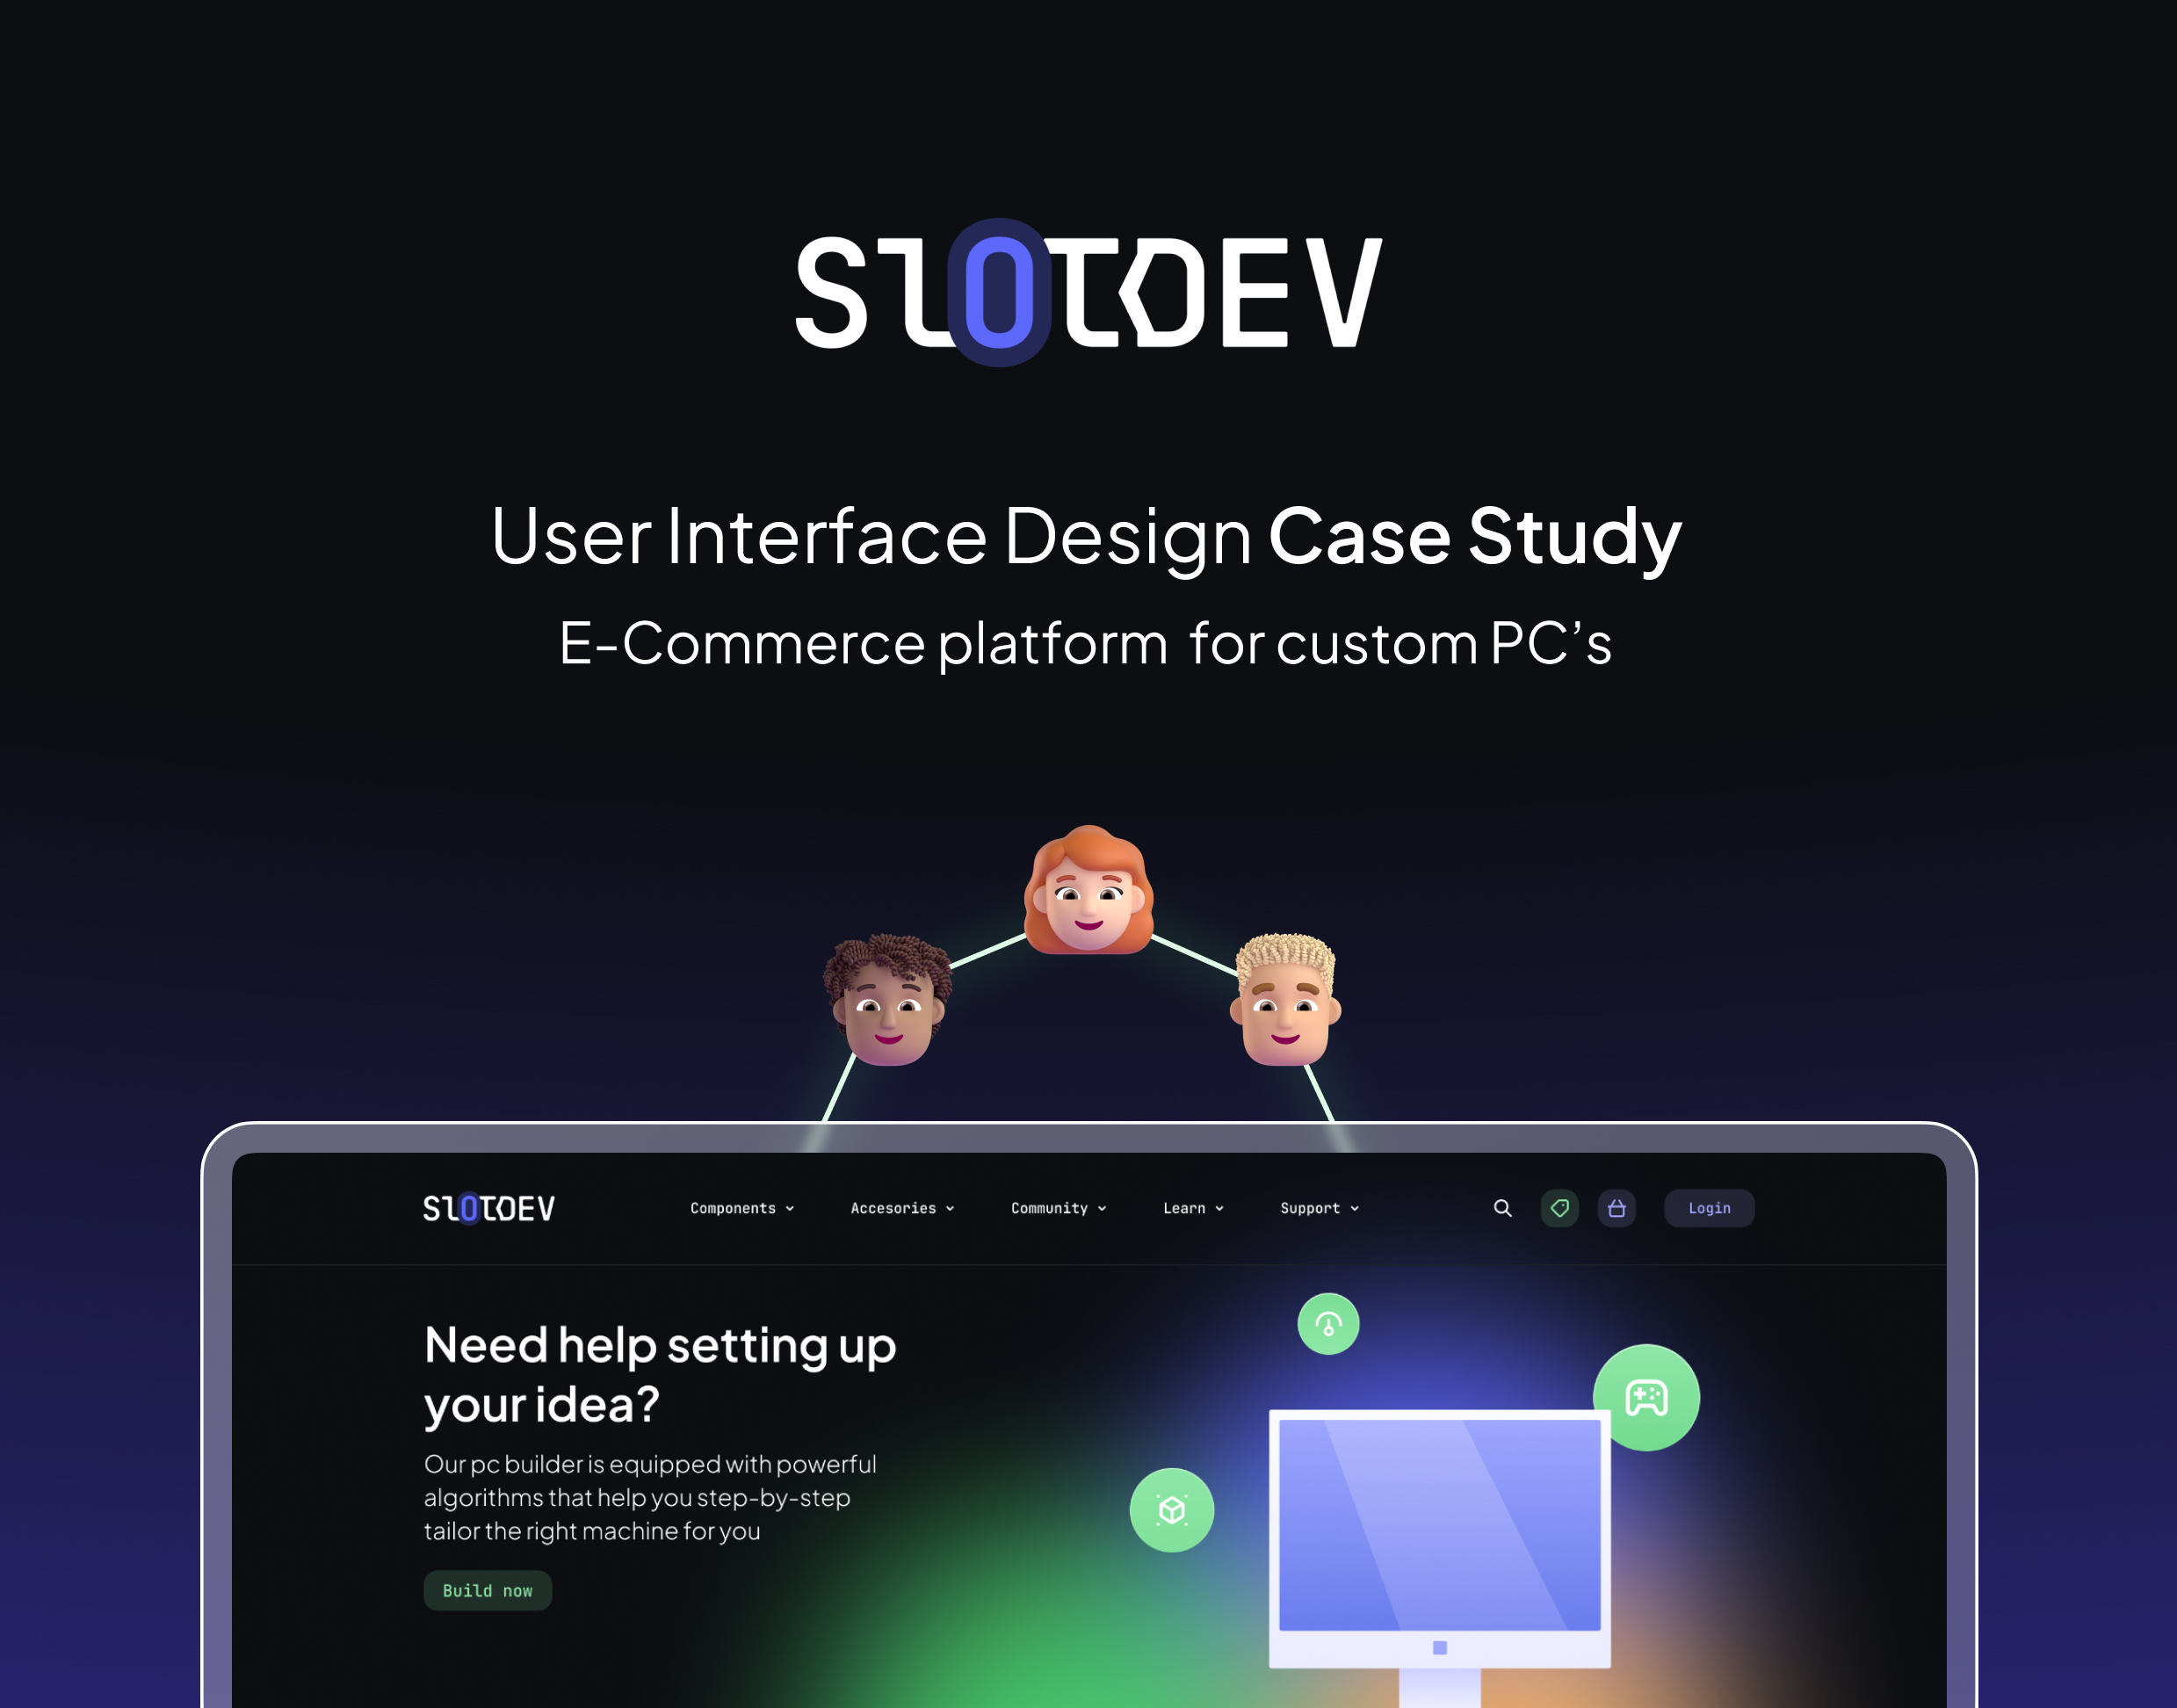 SlOTDEV
User Interface Design Case Study
E-Commerce platform for custom PC’s
SlOTDEV
Components
Accesories
Community
Learn
Support
Login
Need help setting up
your idea?
Our pc builder is equipped with powerful
algorithms that help you step-by-step
tailor the right machine for you
Build now